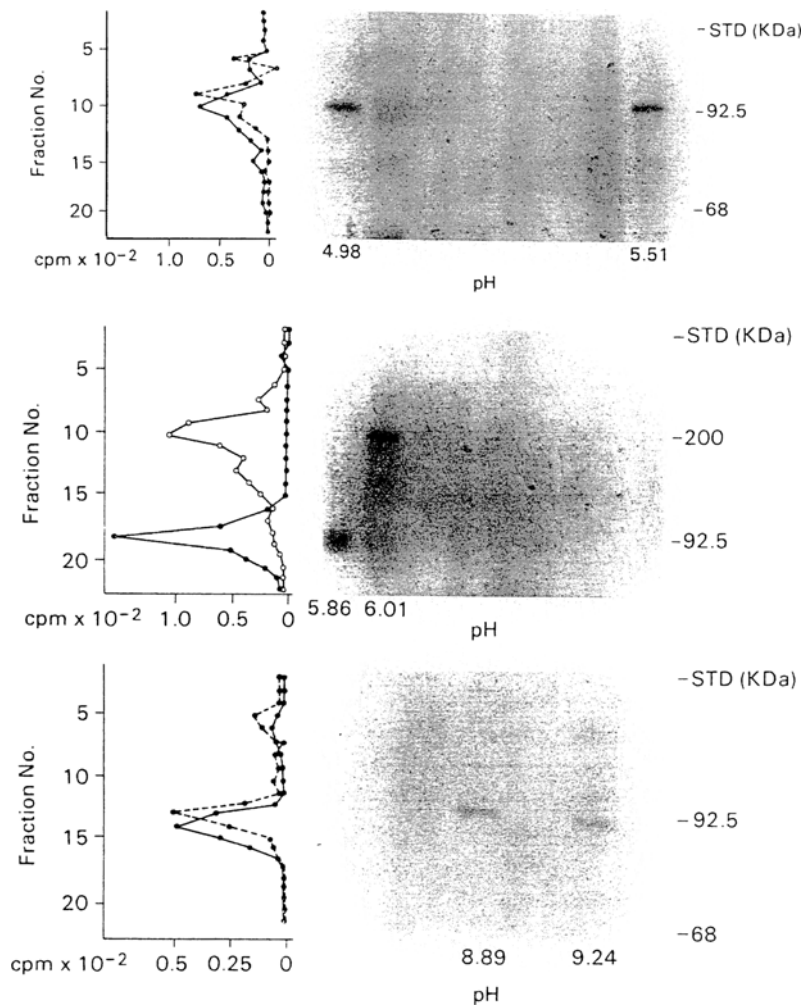 Fraction No.
5
10
15
20
cpm x 10-2 1.0 0.5 0
-STD (KDa)
-92.5
-68
4.98 5.51
pH
Fraction No.
5
10
15
20
cpm x 10-2 1.0 0.5 0
-STD (KDa)
-200
-92.5
5.86 6.01
pH
Fraction No.
5
10
15
20
cpm x 10-2 0.5 0.25 0
-STD (KDa)
-92.5
-68
8.89 9.24
pH